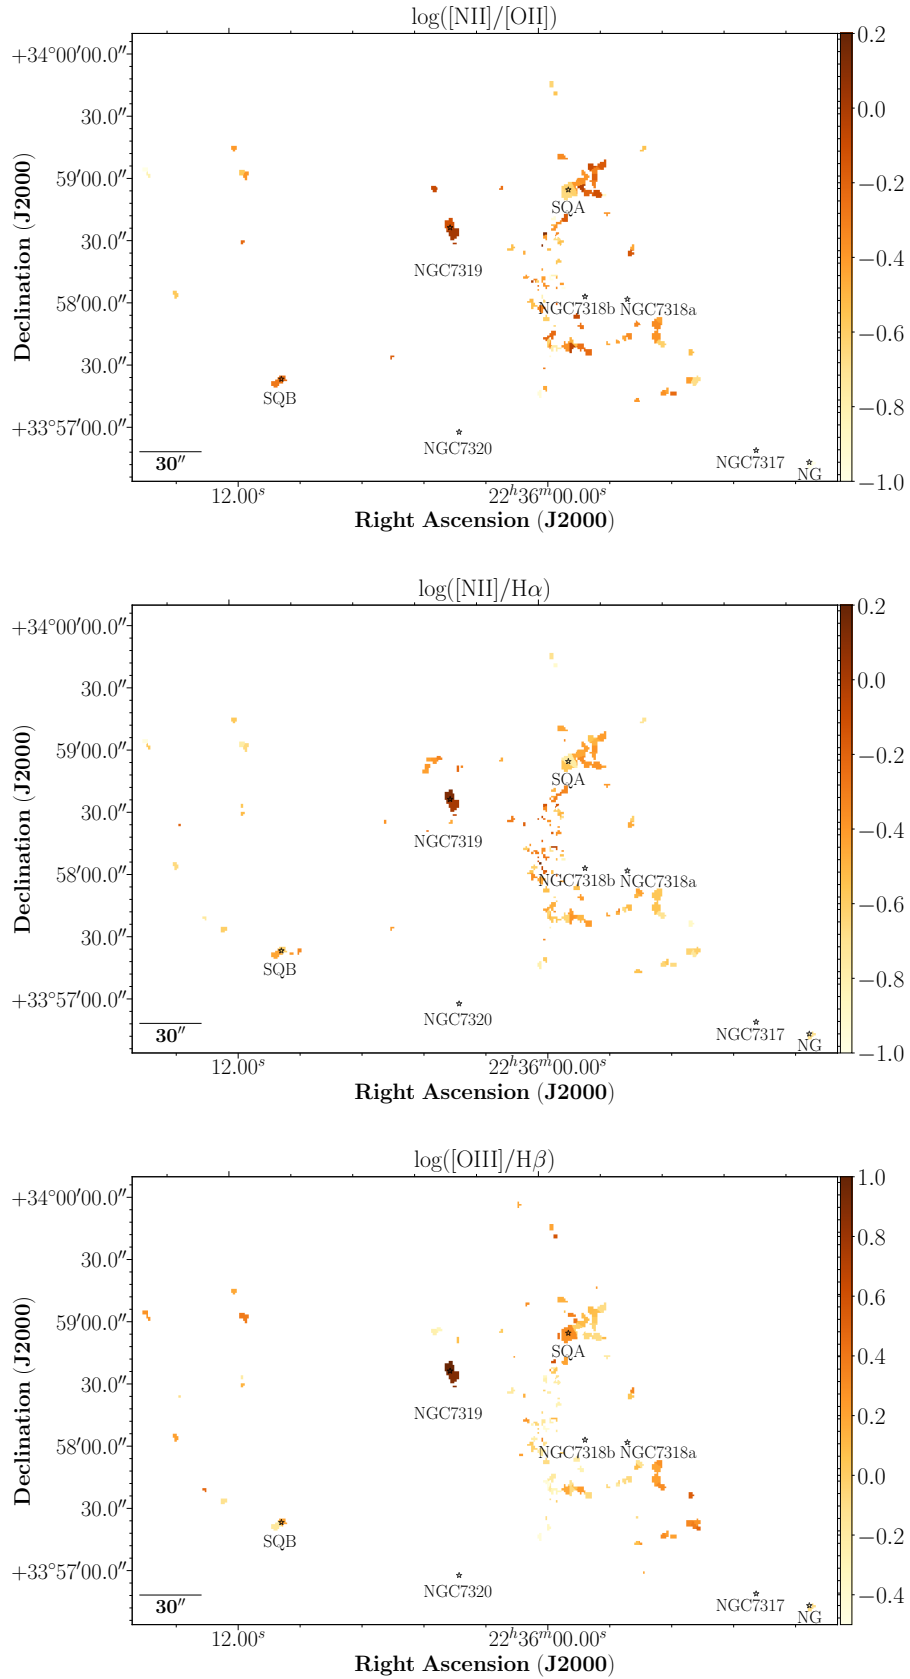 log([NII]/[OII])
+34°00′00.0″
30.0″
59′00.0″
30.0″
58′00.0″
30.0″
+33°57′00.0″
Declination (J2000)
SQA
NGC7319
NGC7318b
NGC7318a
SQB
NGC7320
NGC7317
NG
30″
12.00ˢ
22ʰ36ᵐ00.00ˢ
Right Ascension (J2000)
0.2
0.0
−0.2
−0.4
−0.6
−0.8
−1.0
log([NII]/Hα)
+34°00′00.0″
30.0″
59′00.0″
30.0″
58′00.0″
30.0″
+33°57′00.0″
Declination (J2000)
SQA
NGC7319
NGC7318b
NGC7318a
SQB
NGC7320
NGC7317
NG
30″
12.00ˢ
22ʰ36ᵐ00.00ˢ
Right Ascension (J2000)
0.2
0.0
−0.2
−0.4
−0.6
−0.8
−1.0
log([OIII]/Hβ)
+34°00′00.0″
30.0″
59′00.0″
30.0″
58′00.0″
30.0″
+33°57′00.0″
Declination (J2000)
SQA
NGC7319
NGC7318b
NGC7318a
SQB
NGC7320
NGC7317
NG
30″
12.00ˢ
22ʰ36ᵐ00.00ˢ
Right Ascension (J2000)
1.0
0.8
0.6
0.4
0.2
0.0
−0.2
−0.4